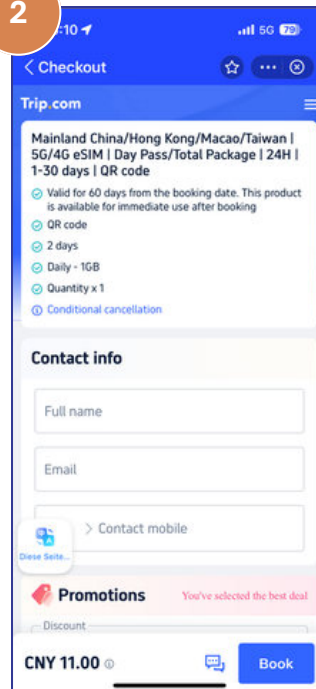 2
:10
5G 79
Checkout
Trip.com
Mainland China/Hong Kong/Macao/Taiwan |
5G/4G eSIM | Day Pass/Total Package | 24H |
1-30 days | QR code
Valid for 60 days from the booking date. This product
is available for immediate use after booking
QR code
2 days
Daily - 1GB
Quantity x 1
Conditional cancellation
Contact info
Full name
Email
> Contact mobile
Diese Seite...
Promotions
You've selected the best deal
Discount
CNY 11.00
Book